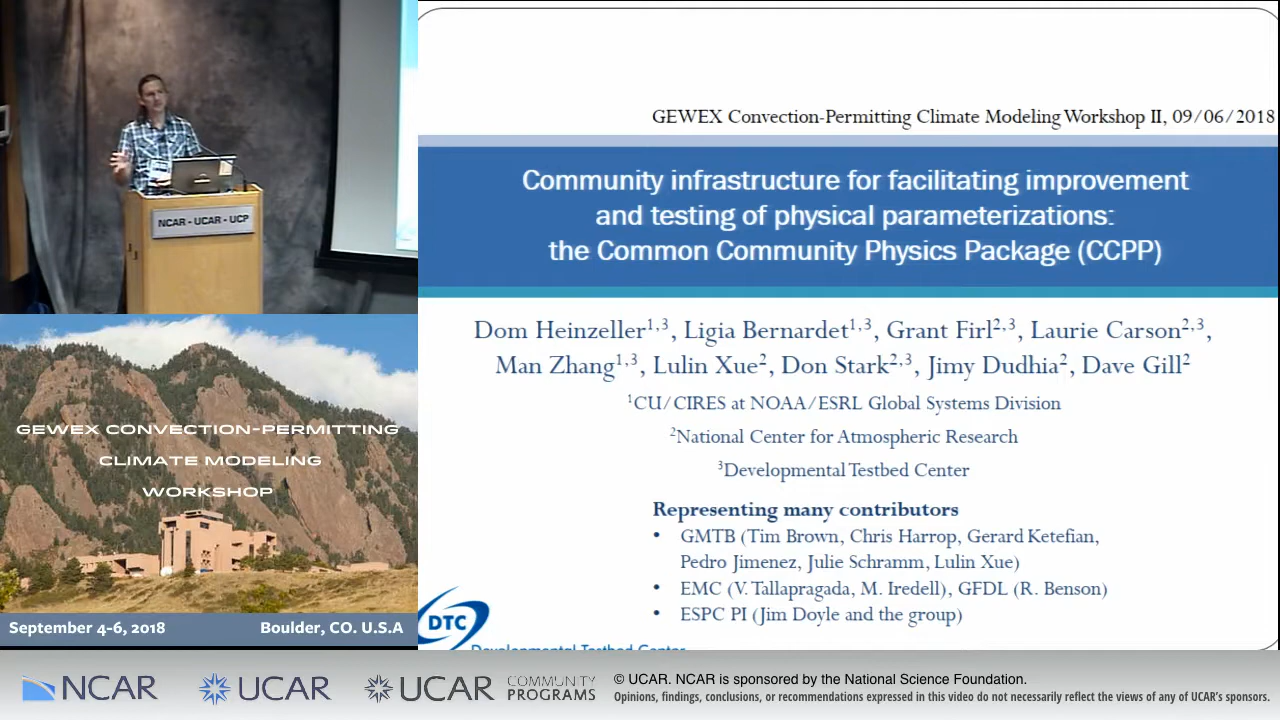 NCAR - UCAR - UCP
GEWEX CONVECTION-PERMITTING
CLIMATE MODELING
WORKSHOP
September 4-6, 2018
Boulder, CO. U.S.A
GEWEX Convection-Permitting Climate Modeling Workshop II, 09/06/2018
Community infrastructure for facilitating improvement
and testing of physical parameterizations:
the Common Community Physics Package (CCPP)
Dom Heinzeller1,3, Ligia Bernardet1,3, Grant Firl2,3, Laurie Carson2,3,
Man Zhang1,3, Lulin Xue2, Don Stark2,3, Jimy Dudhia2, Dave Gill2
1CU/CIRES at NOAA/ESRL Global Systems Division
2National Center for Atmospheric Research
3Developmental Testbed Center
Representing many contributors
• GMTB (Tim Brown, Chris Harrop, Gerard Ketefian,
Pedro Jimenez, Julie Schramm, Lulin Xue)
• EMC (V. Tallapragada, M. Iredell), GFDL (R. Benson)
• ESPC PI (Jim Doyle and the group)
DTC
Developmental Testbed Center
NCAR
UCAR
UCAR
COMMUNITY
PROGRAMS
© UCAR. NCAR is sponsored by the National Science Foundation.
Opinions, findings, conclusions, or recommendations expressed in this video do not necessarily reflect the views of any of UCAR's sponsors.